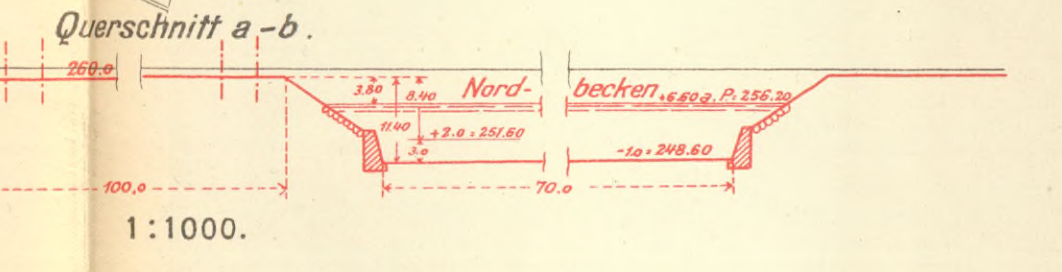 Querschnitt a-b.
260,0
3.80
8.40
Nord-
becken
+6.60 a. P. = 256.20
11.40
+2.0 = 251.60
3.0
-1.0 = 248.60
100,0
70.0
1:1000.